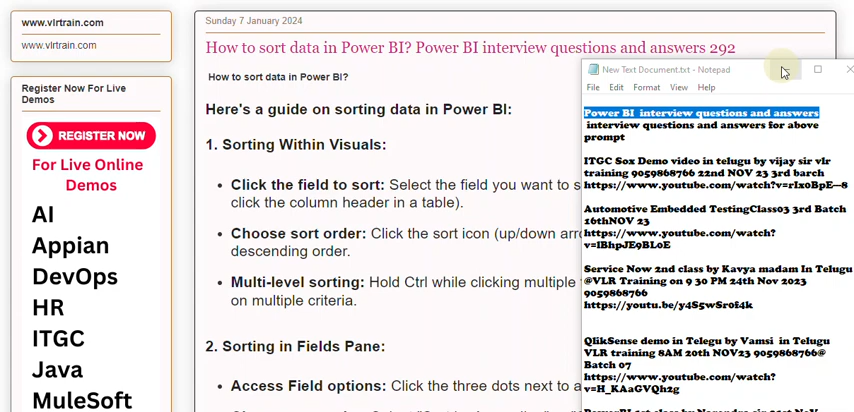 www.vlrtrain.com
www.vlrtrain.com
Register Now For Live
Demos
REGISTER NOW
For Live Online
Demos
AI
Appian
DevOps
HR
ITGC
Java
MuleSoft
Sunday 7 January 2024
How to sort data in Power BI? Power BI interview questions and answers 292
How to sort data in Power BI?
Here's a guide on sorting data in Power BI:
1. Sorting Within Visuals:
Click the field to sort: Select the field you want to s
click the column header in a table).
Choose sort order: Click the sort icon (up/down arro
descending order.
Multi-level sorting: Hold Ctrl while clicking multiple
on multiple criteria.
2. Sorting in Fields Pane:
Access Field options: Click the three dots next to a
New Text Document.txt - Notepad
File Edit Format View Help
Power BI interview questions and answers
interview questions and answers for above
prompt
ITGC Sox Demo video in telugu by vijay sir vlr
training 9059868766 22nd NOV 23 3rd barch
https://www.youtube.com/watch?v=rIx0BpE--8
Automotive Embedded TestingClass03 3rd Batch
16thNOV 23
https://www.youtube.com/watch?
v=lBhpJE9BL0E
Service Now 2nd class by Kavya madam In Telugu
@VLR Training on 9 30 PM 24th Nov 2023
9059868766
https://youtu.be/y4S5wSr0f4k
QlikSense demo in Telegu by Vamsi in Telugu
VLR training 8AM 20th NOV23 9059868766@
Batch 07
https://www.youtube.com/watch?
v=H_KAaGVQh2g